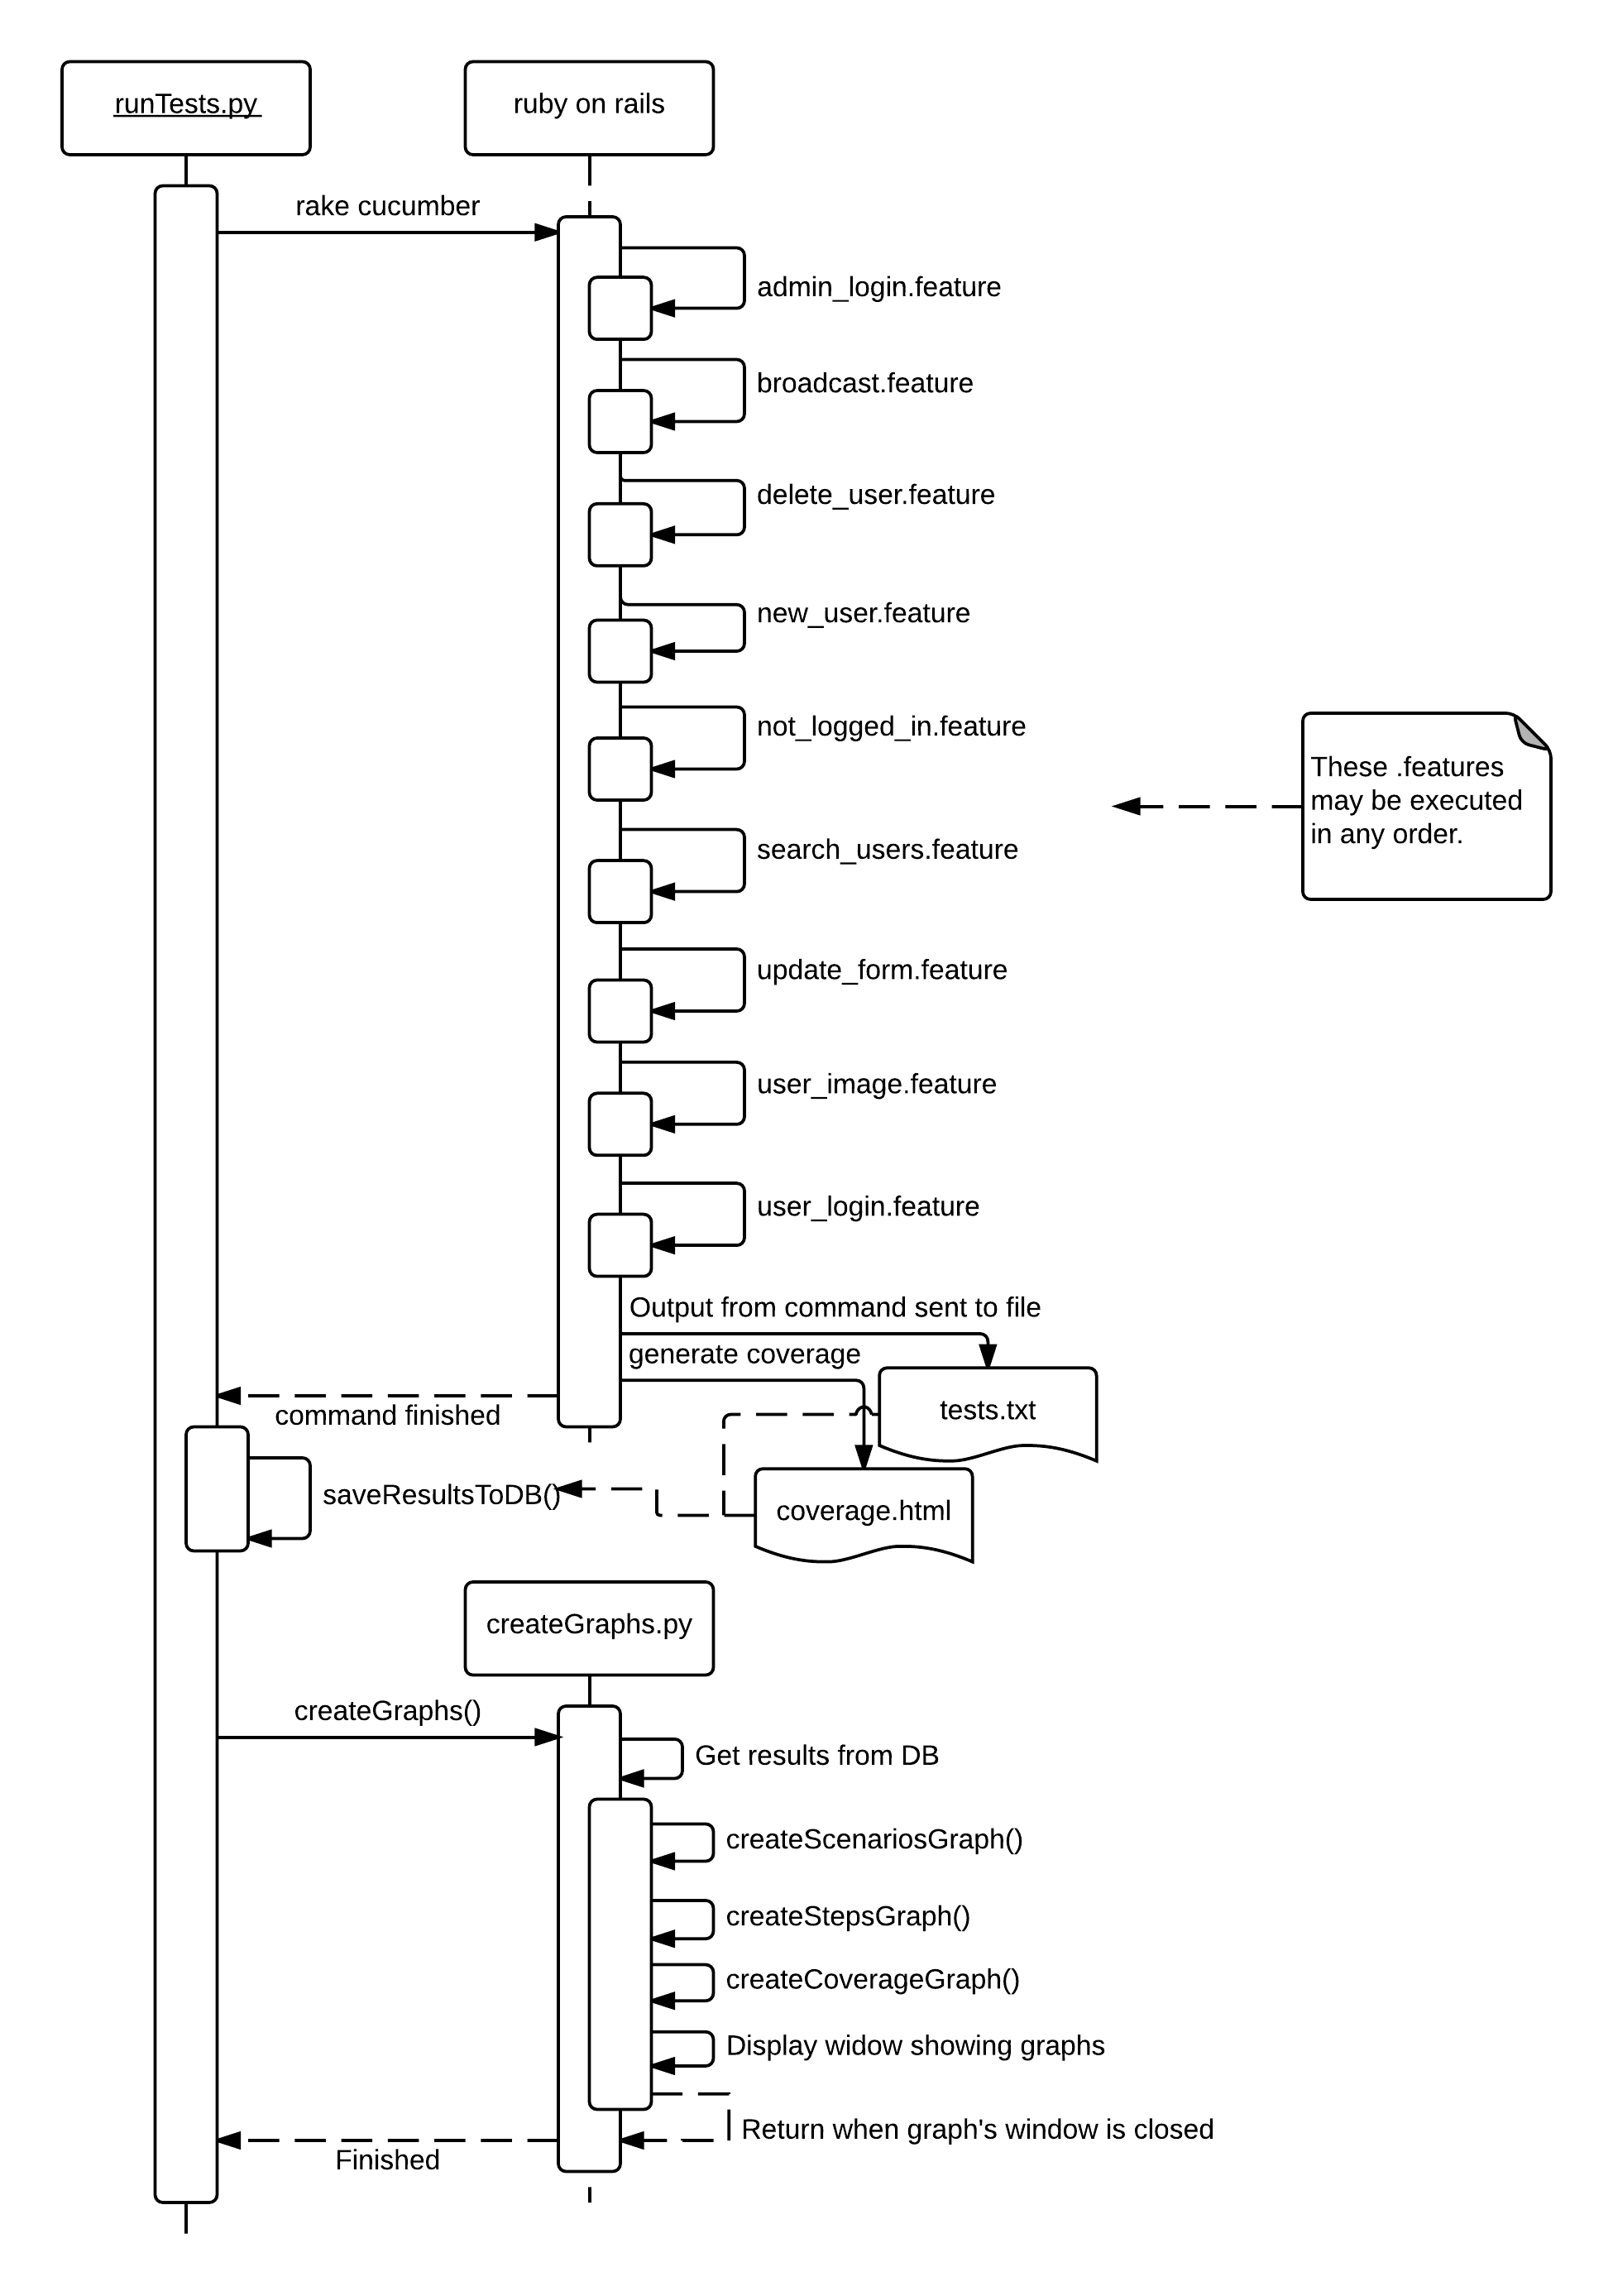 runTests.py
ruby on rails
rake cucumber
admin_login.feature
broadcast.feature
delete_user.feature
new_user.feature
not_logged_in.feature
These .features
may be executed
in any order.
search_users.feature
update_form.feature
user_image.feature
user_login.feature
Output from command sent to file
generate coverage
command finished
tests.txt
saveResultsToDB()
coverage.html
createGraphs.py
createGraphs()
Get results from DB
createScenariosGraph()
createStepsGraph()
createCoverageGraph()
Display widow showing graphs
Return when graph's window is closed
Finished